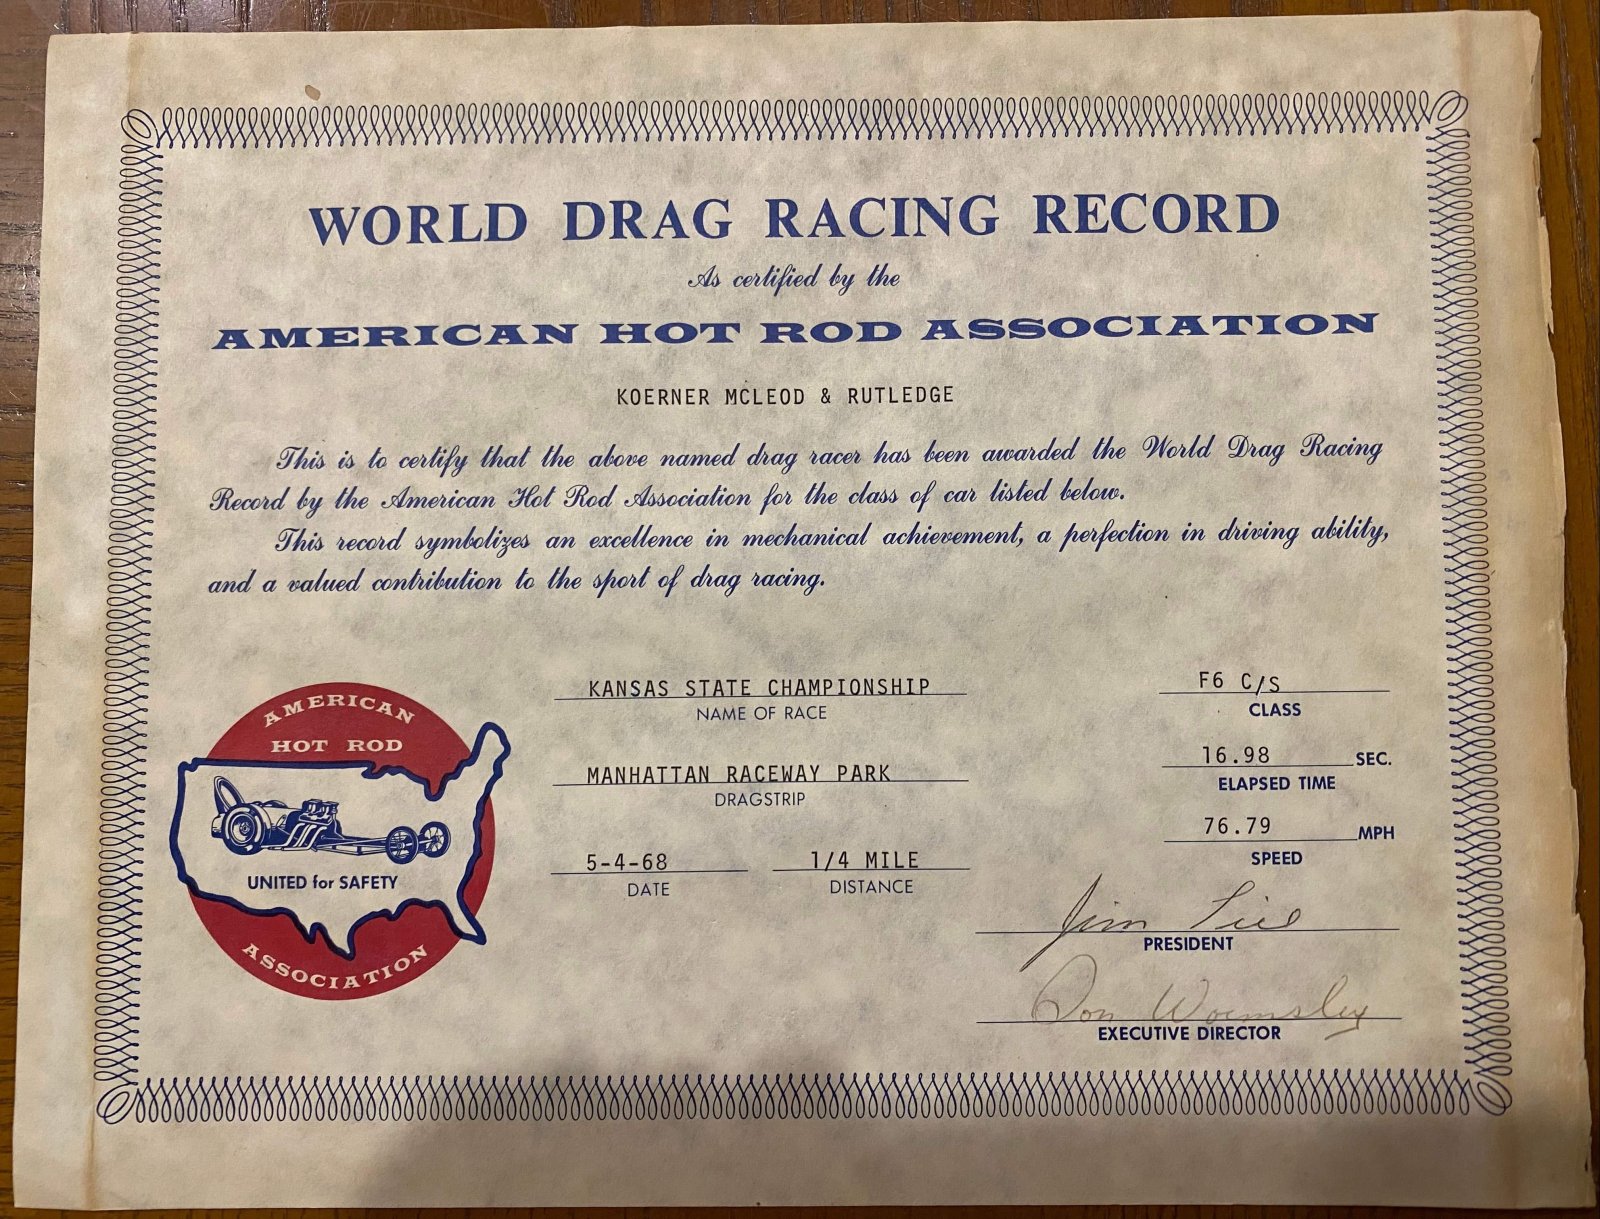 WORLD DRAG RACING RECORD
As certified by the
AMERICAN HOT ROD ASSOCIATION
KOERNER MCLEOD & RUTLEDGE
This is to certify that the above named drag racer has been awarded the World Drag Racing
Record by the American Hot Rod Association for the class of car listed below.
This record symbolizes an excellence in mechanical achievement, a perfection in driving ability,
and a valued contribution to the sport of drag racing.
AMERICAN
HOT ROD
UNITED for SAFETY
ASSOCIATION
KANSAS STATE CHAMPIONSHIP
NAME OF RACE
MANHATTAN RACEWAY PARK
DRAGSTRIP
5-4-68
DATE
1/4 MILE
DISTANCE
F6 C/S
CLASS
16.98 SEC.
ELAPSED TIME
76.79 MPH
SPEED
Jim Tice
PRESIDENT
Don Woemsley
EXECUTIVE DIRECTOR